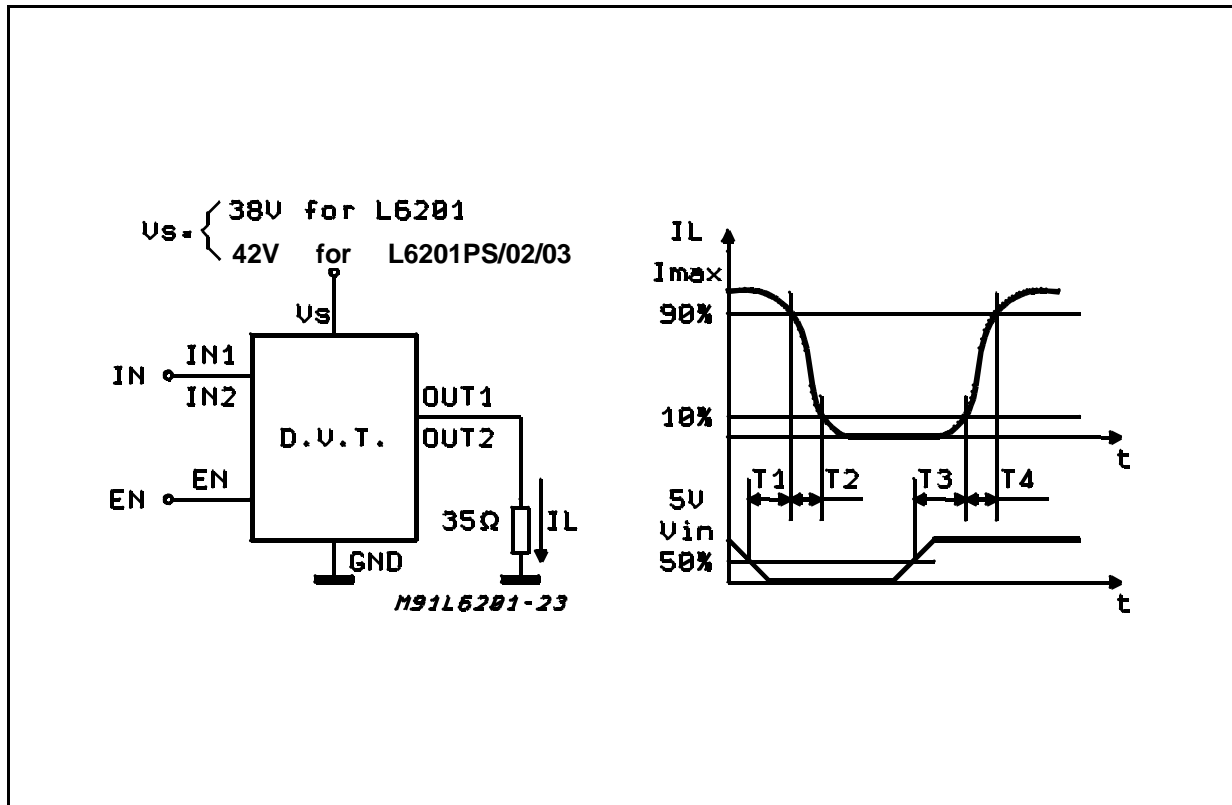 Vs=
38V for L6201
42V for L6201PS/02/03
Vs
IN
IN1
IN2
D.U.T.
OUT1
OUT2
EN
EN
35Ω
IL
GND
M91L6201-23
IL
Imax
90%
10%
t
T1
T2
T3
T4
5V
Vin
50%
t